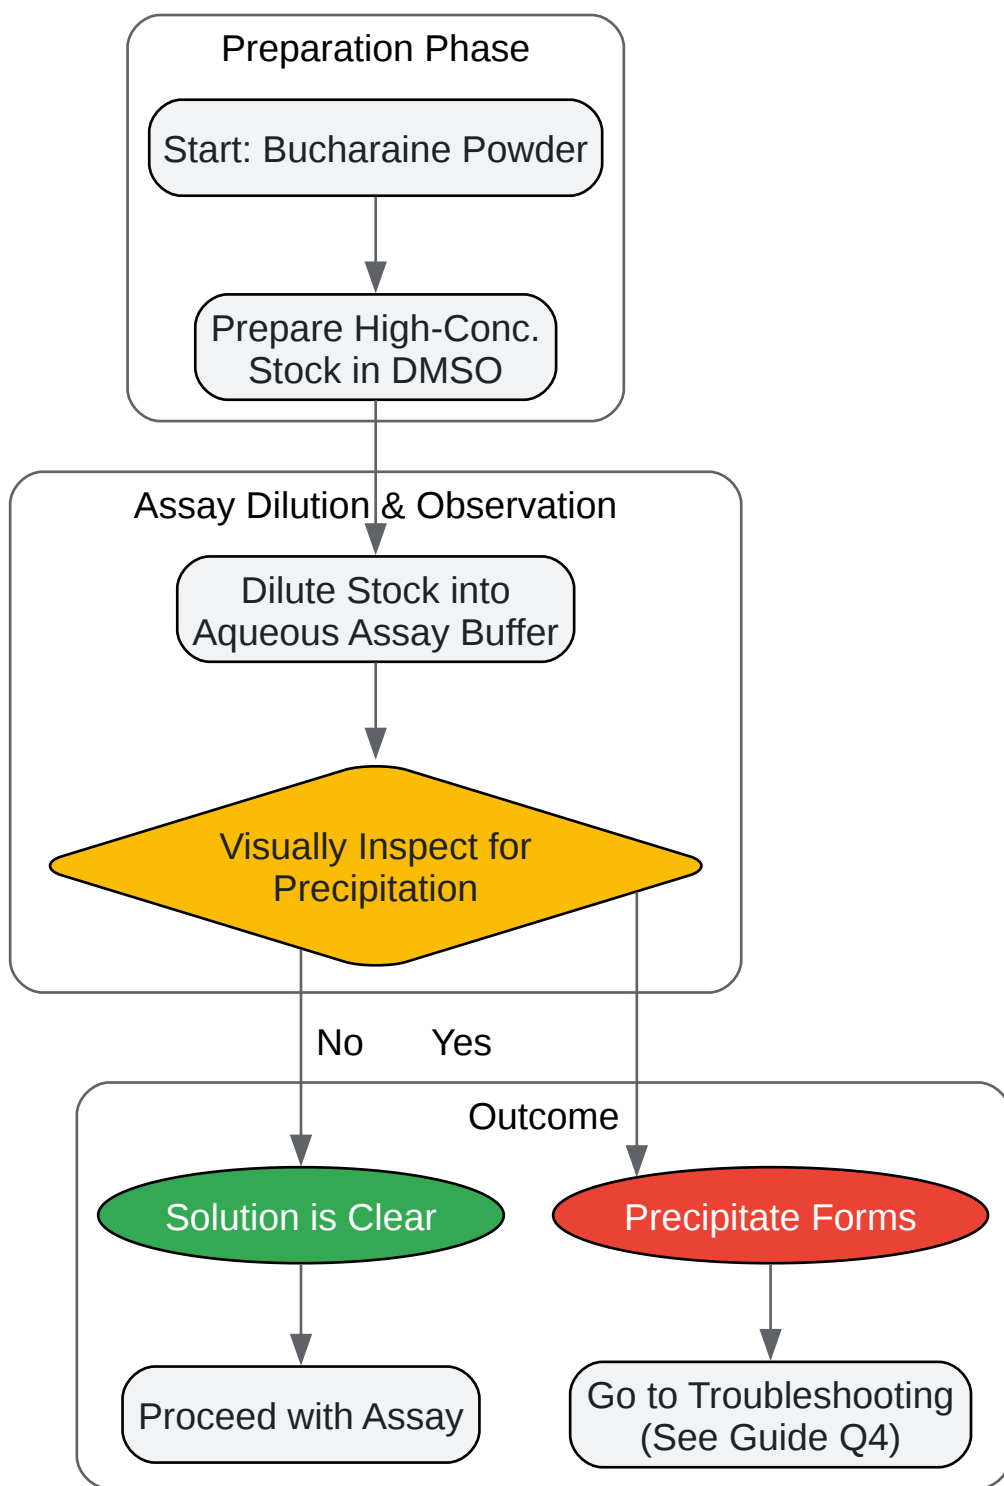 Preparation Phase
Start: Bucharaine Powder
Prepare High-Conc.
Stock in DMSO
Assay Dilution & Observation
Dilute Stock into
Aqueous Assay Buffer
Visually Inspect for
Precipitation
No
Yes
Outcome
Solution is Clear
Precipitate Forms
Proceed with Assay
Go to Troubleshooting
(See Guide Q4)